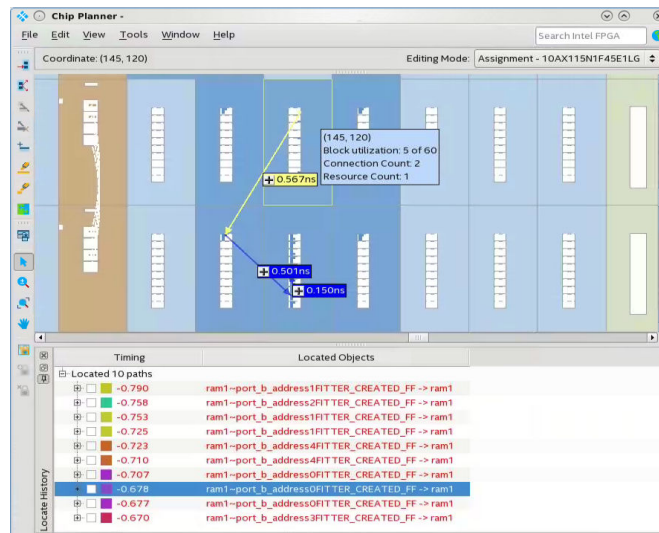 Chip Planner -
File Edit View Tools Window Help
Search Intel FPGA
Coordinate: (145, 120)
Editing Mode: Assignment - 10AX115N1F45E1LG
(145, 120)
Block utilization: 5 of 60
Connection Count: 2
Resource Count: 1
0.567ns
0.501ns
0.150ns
Timing Located Objects
Located 10 paths
-0.790 ram1~port_b_address1FITTER_CREATED_FF -> ram1
-0.758 ram1~port_b_address2FITTER_CREATED_FF -> ram1
-0.753 ram1~port_b_address1FITTER_CREATED_FF -> ram1
-0.725 ram1~port_b_address1FITTER_CREATED_FF -> ram1
-0.723 ram1~port_b_address4FITTER_CREATED_FF -> ram1
-0.710 ram1~port_b_address4FITTER_CREATED_FF -> ram1
-0.707 ram1~port_b_address0FITTER_CREATED_FF -> ram1
-0.678 ram1~port_b_address0FITTER_CREATED_FF -> ram1
-0.677 ram1~port_b_address0FITTER_CREATED_FF -> ram1
-0.670 ram1~port_b_address3FITTER_CREATED_FF -> ram1
Locate History